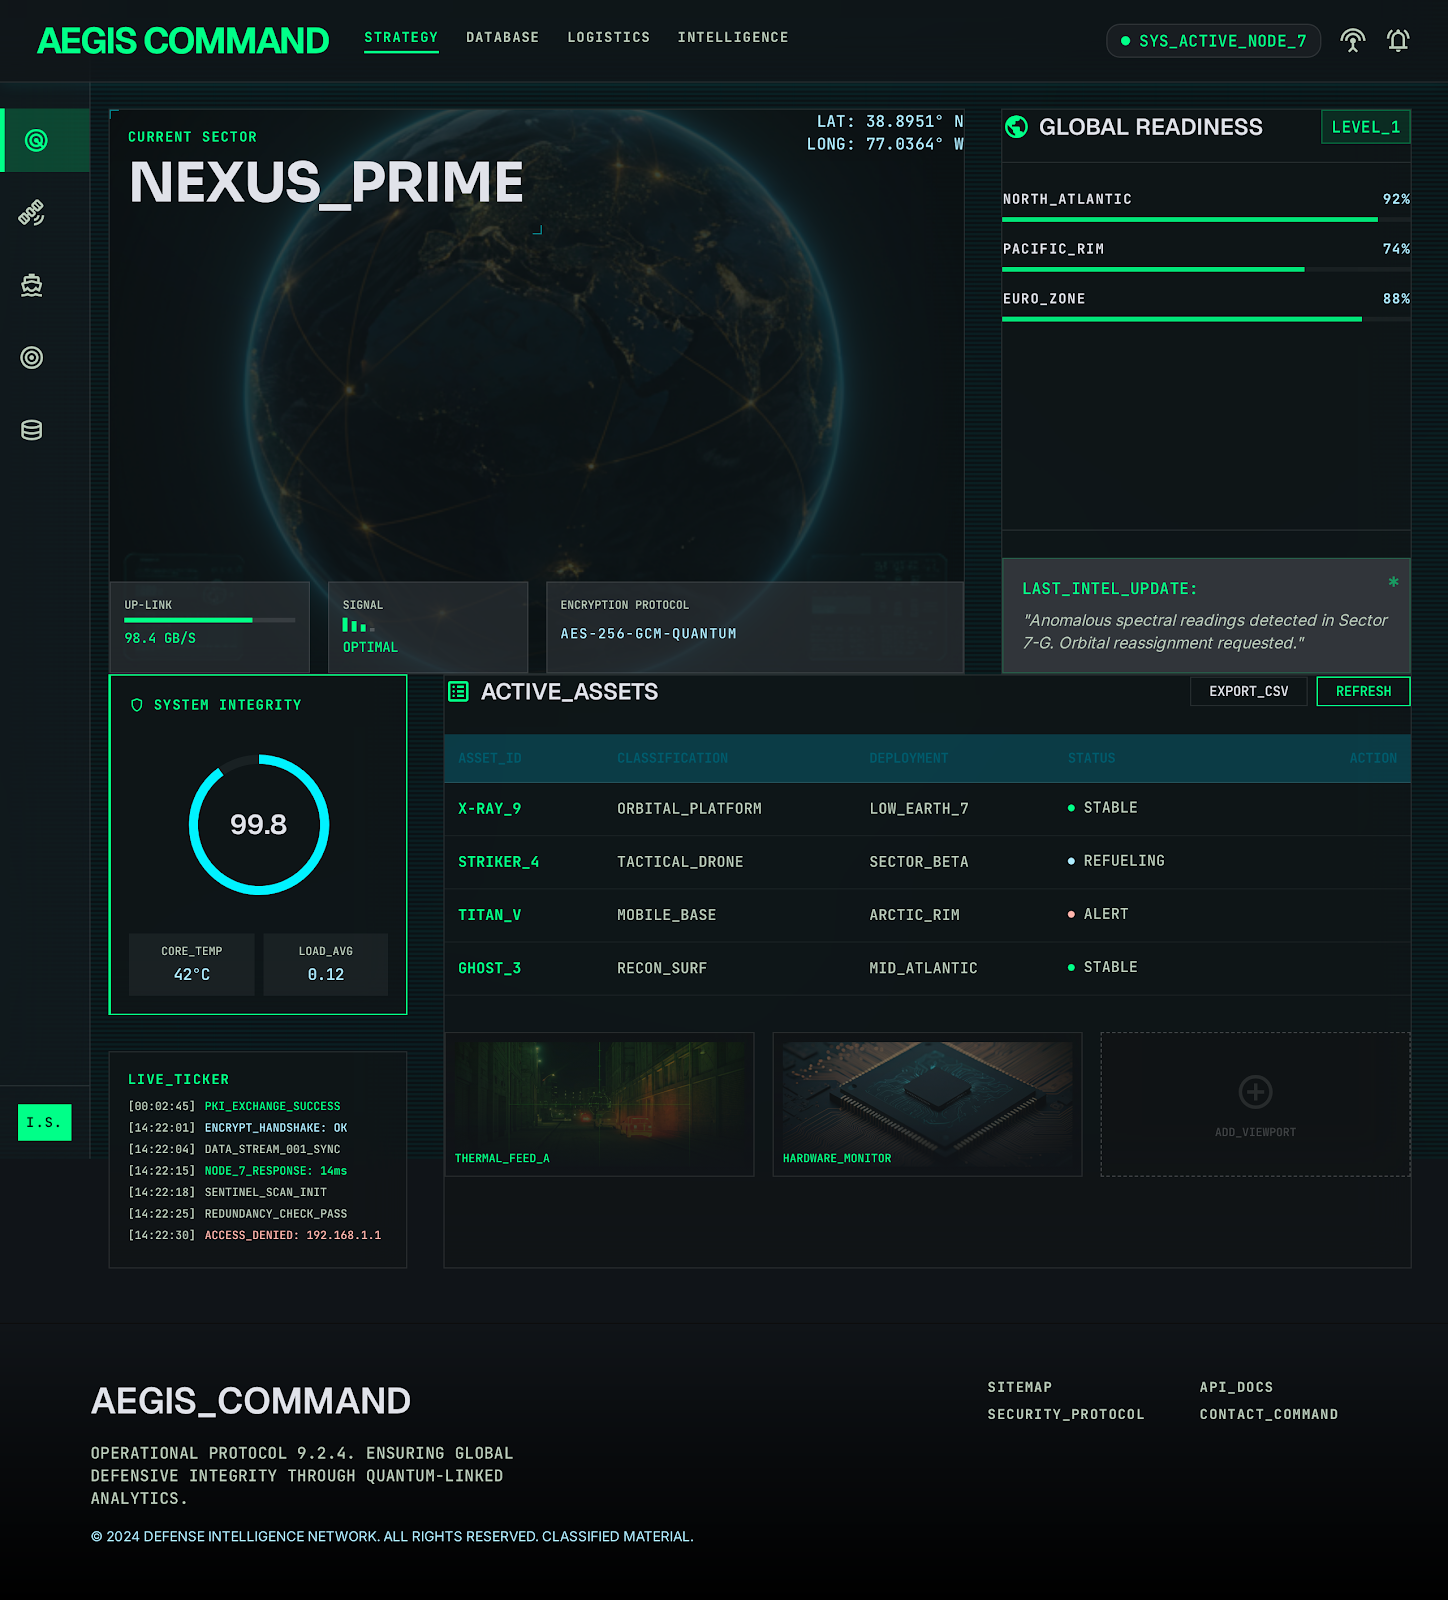 AEGIS COMMAND
STRATEGY
DATABASE
LOGISTICS
INTELLIGENCE
SYS_ACTIVE_NODE_7
CURRENT SECTOR
NEXUS_PRIME
LAT: 38.8951° N
LONG: 77.0364° W
UP-LINK
98.4 GB/S
SIGNAL
OPTIMAL
ENCRYPTION PROTOCOL
AES-256-GCM-QUANTUM
GLOBAL READINESS
LEVEL_1
NORTH_ATLANTIC 92%
PACIFIC_RIM 74%
EURO_ZONE 88%
LAST_INTEL_UPDATE:
*
"Anomalous spectral readings detected in Sector
7-G. Orbital reassignment requested."
SYSTEM INTEGRITY
99.8
CORE_TEMP
42°C
LOAD_AVG
0.12
ACTIVE_ASSETS
EXPORT_CSV
REFRESH
ASSET_ID CLASSIFICATION DEPLOYMENT STATUS ACTION
X-RAY_9 ORBITAL_PLATFORM LOW_EARTH_7 STABLE
STRIKER_4 TACTICAL_DRONE SECTOR_BETA REFUELING
TITAN_V MOBILE_BASE ARCTIC_RIM ALERT
GHOST_3 RECON_SURF MID_ATLANTIC STABLE
THERMAL_FEED_A
HARDWARE_MONITOR
ADD_VIEWPORT
LIVE_TICKER
[00:02:45] PKI_EXCHANGE_SUCCESS
[14:22:01] ENCRYPT_HANDSHAKE: OK
[14:22:04] DATA_STREAM_001_SYNC
[14:22:15] NODE_7_RESPONSE: 14ms
[14:22:18] SENTINEL_SCAN_INIT
[14:22:25] REDUNDANCY_CHECK_PASS
[14:22:30] ACCESS_DENIED: 192.168.1.1
I.S.
AEGIS_COMMAND
OPERATIONAL PROTOCOL 9.2.4. ENSURING GLOBAL
DEFENSIVE INTEGRITY THROUGH QUANTUM-LINKED
ANALYTICS.
© 2024 DEFENSE INTELLIGENCE NETWORK. ALL RIGHTS RESERVED. CLASSIFIED MATERIAL.
SITEMAP
API_DOCS
SECURITY_PROTOCOL
CONTACT_COMMAND